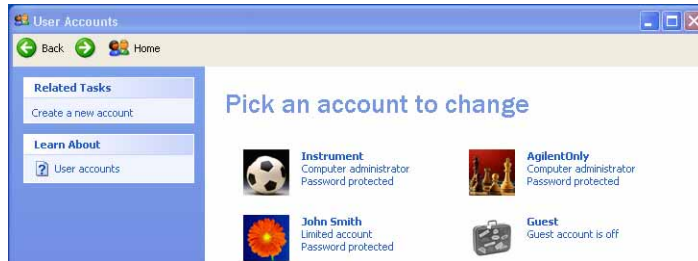 User Accounts
Back Home
Related Tasks
Create a new account
Learn About
User accounts
Pick an account to change
Instrument
Computer administrator
Password protected
AgilentOnly
Computer administrator
Password protected
John Smith
Limited account
Password protected
Guest
Guest account is off